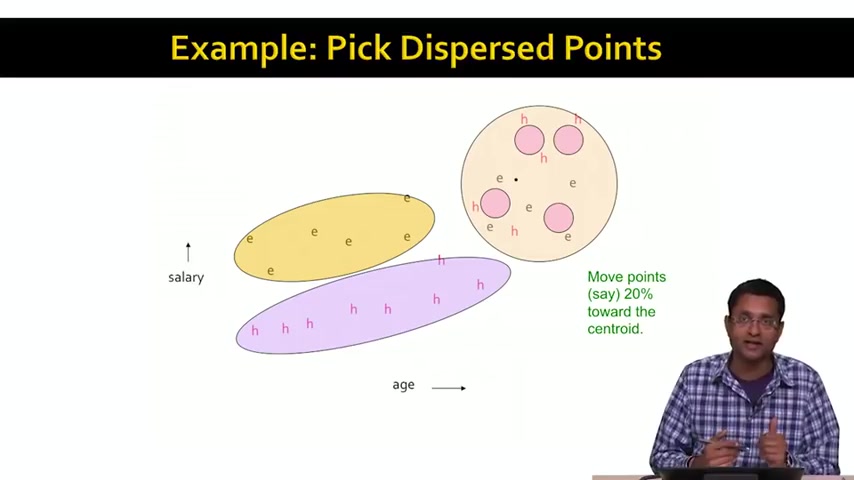 Example: Pick Dispersed Points
h h
h
e e
h e
e h e
e
e e e e
e
h
h
h h h h h h
salary
Move points
(say) 20%
toward the
centroid.
age